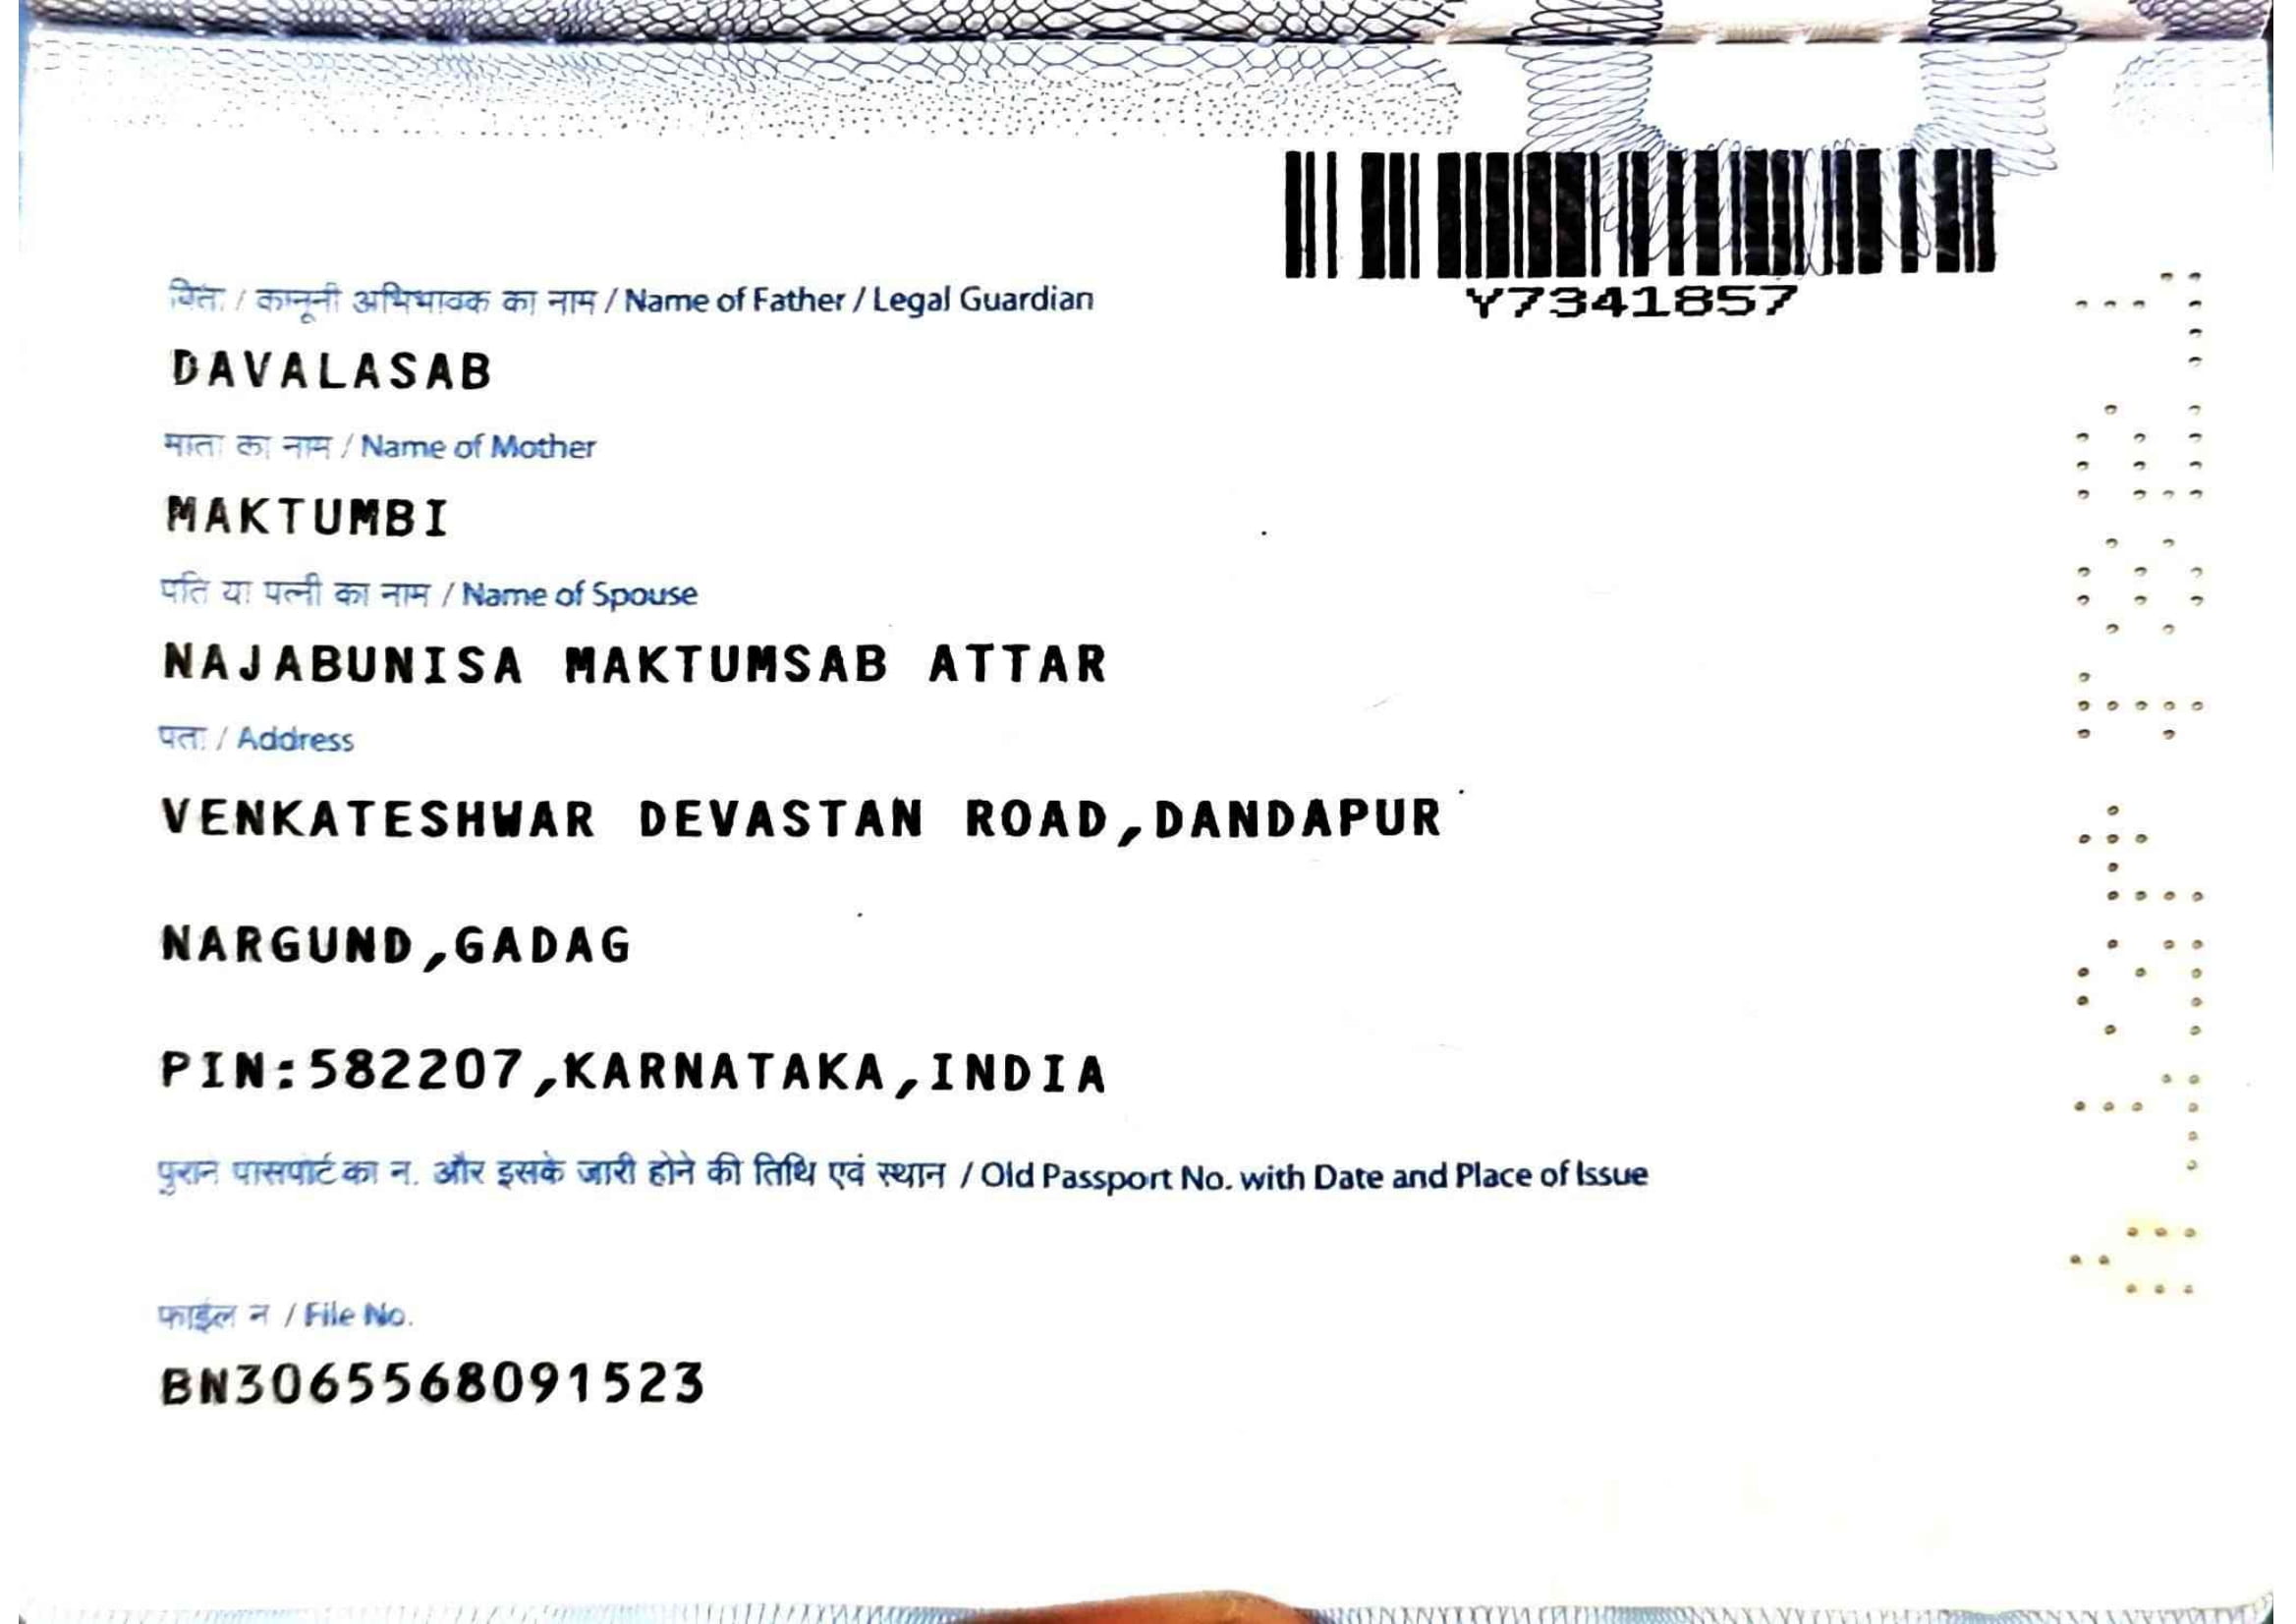 Y7341857
पिता / कानूनी अभिभावक का नाम / Name of Father / Legal Guardian
DAVALASAB
माता का नाम / Name of Mother
MAKTUMBI
पति या पत्नी का नाम / Name of Spouse
NAJABUNISA MAKTUMSAB ATTAR
पता / Address
VENKATESHWAR DEVASTAN ROAD,DANDAPUR
NARGUND,GADAG
PIN:582207,KARNATAKA,INDIA
पुराने पासपोर्ट का न. और इसके जारी होने की तिथि एवं स्थान / Old Passport No. with Date and Place of Issue
फाईल न / File No.
BN3065568091523
Y7341857